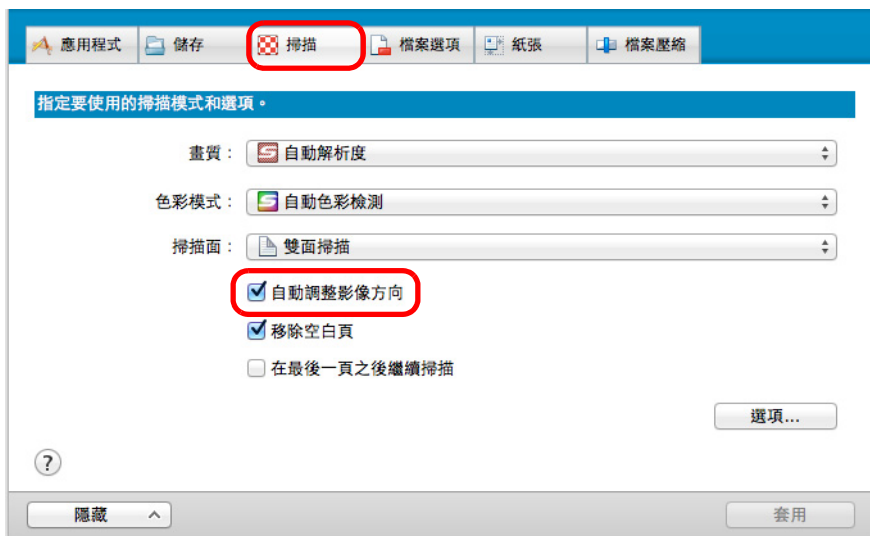 應用程式 儲存 掃描 檔案選項 紙張 檔案壓縮
指定要使用的掃描模式和選項。
畫質： 自動解析度
色彩模式： 自動色彩檢測
掃描面： 雙面掃描
自動調整影像方向
移除空白頁
在最後一頁之後繼續掃描
選項...
?
隱藏 套用